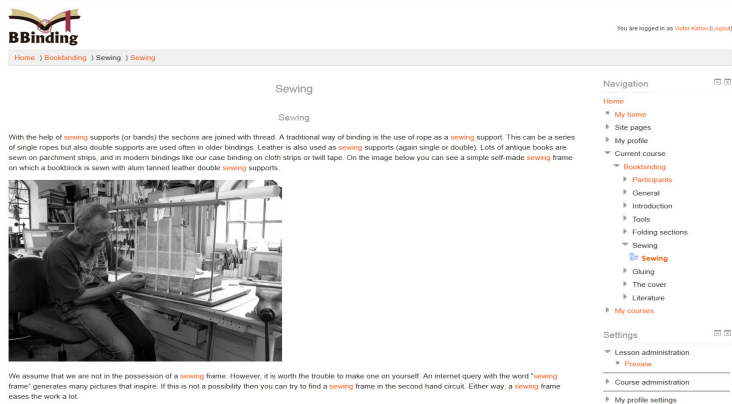 BBinding
You are logged in as Victor Kirilov (Logout)
Home ) Bookbinding ) Sewing ) Sewing
Sewing
Sewing
With the help of sewing supports (or bands) the sections are joined with thread. A traditional way of binding is the use of rope as a sewing support. This can be a series
of single ropes but also double supports are used often in older bindings. Leather is also used as sewing supports (again single or double). Lots of antique books are
sewn on parchment strips, and in modern bindings like our case binding on cloth strips or twill tape. On the image below you can see a simple self-made sewing frame
on which a bookblock is sewn with alum tanned leather double sewing supports.
We assume that we are not in the possession of a sewing frame. However, it is worth the trouble to make one on yourself. An internet query with the word "sewing
frame" generates many pictures that inspire. If this is not a possibility then you can try to find a sewing frame in the second hand circuit. Either way: a sewing frame
eases the work a lot.
Navigation
Home
My home
Site pages
My profile
Current course
Bookbinding
Participants
General
Introduction
Tools
Folding sections
Sewing
Sewing
Gluing
The cover
Literature
My courses
Settings
Lesson administration
Preview
Course administration
My profile settings